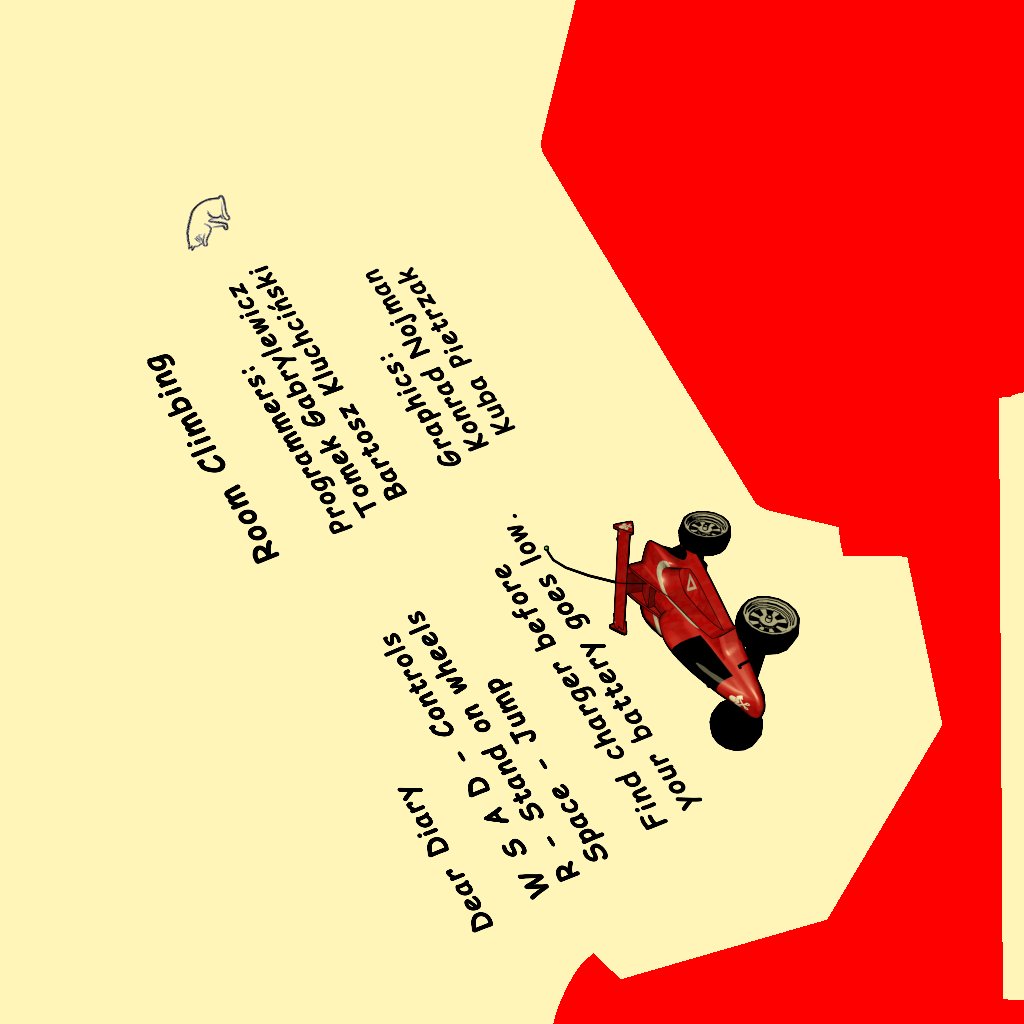 Room Climbing
Programmers:
Tomek Gabrylewicz
Bartosz Kluchciński
Graphics:
Konrad Nojman
Kuba Pietrzak
Dear Diary
W S A D - Controls
R - Stand on wheels
Space - Jump
Find charger before
your battery goes low.
4